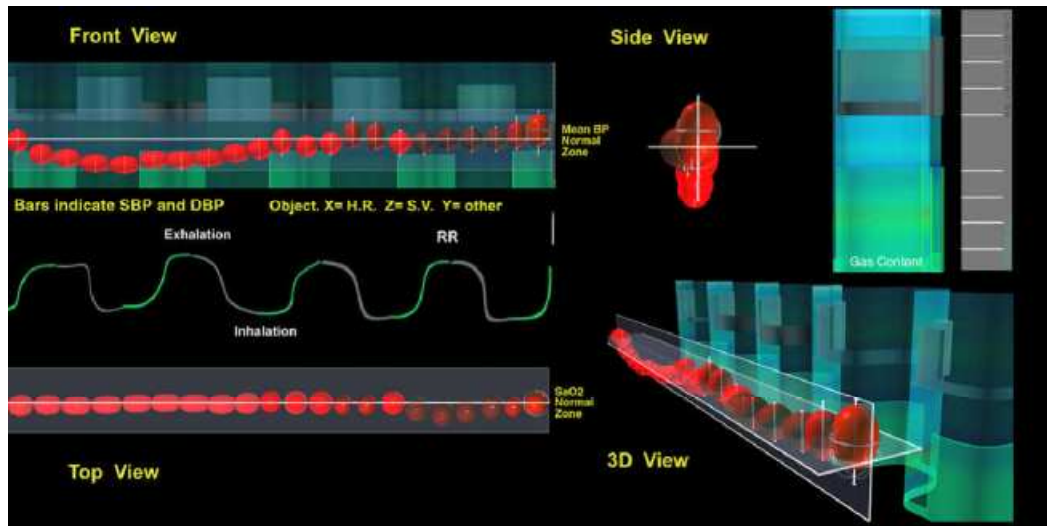 Front View
Side View
Mean BP
Normal
Zone
Bars indicate SBP and DBP
Object. X= H.R. Z= S.V. Y= other
Exhalation
RR
Gas Content
Inhalation
SaO2
Normal
Zone
Top View
3D View